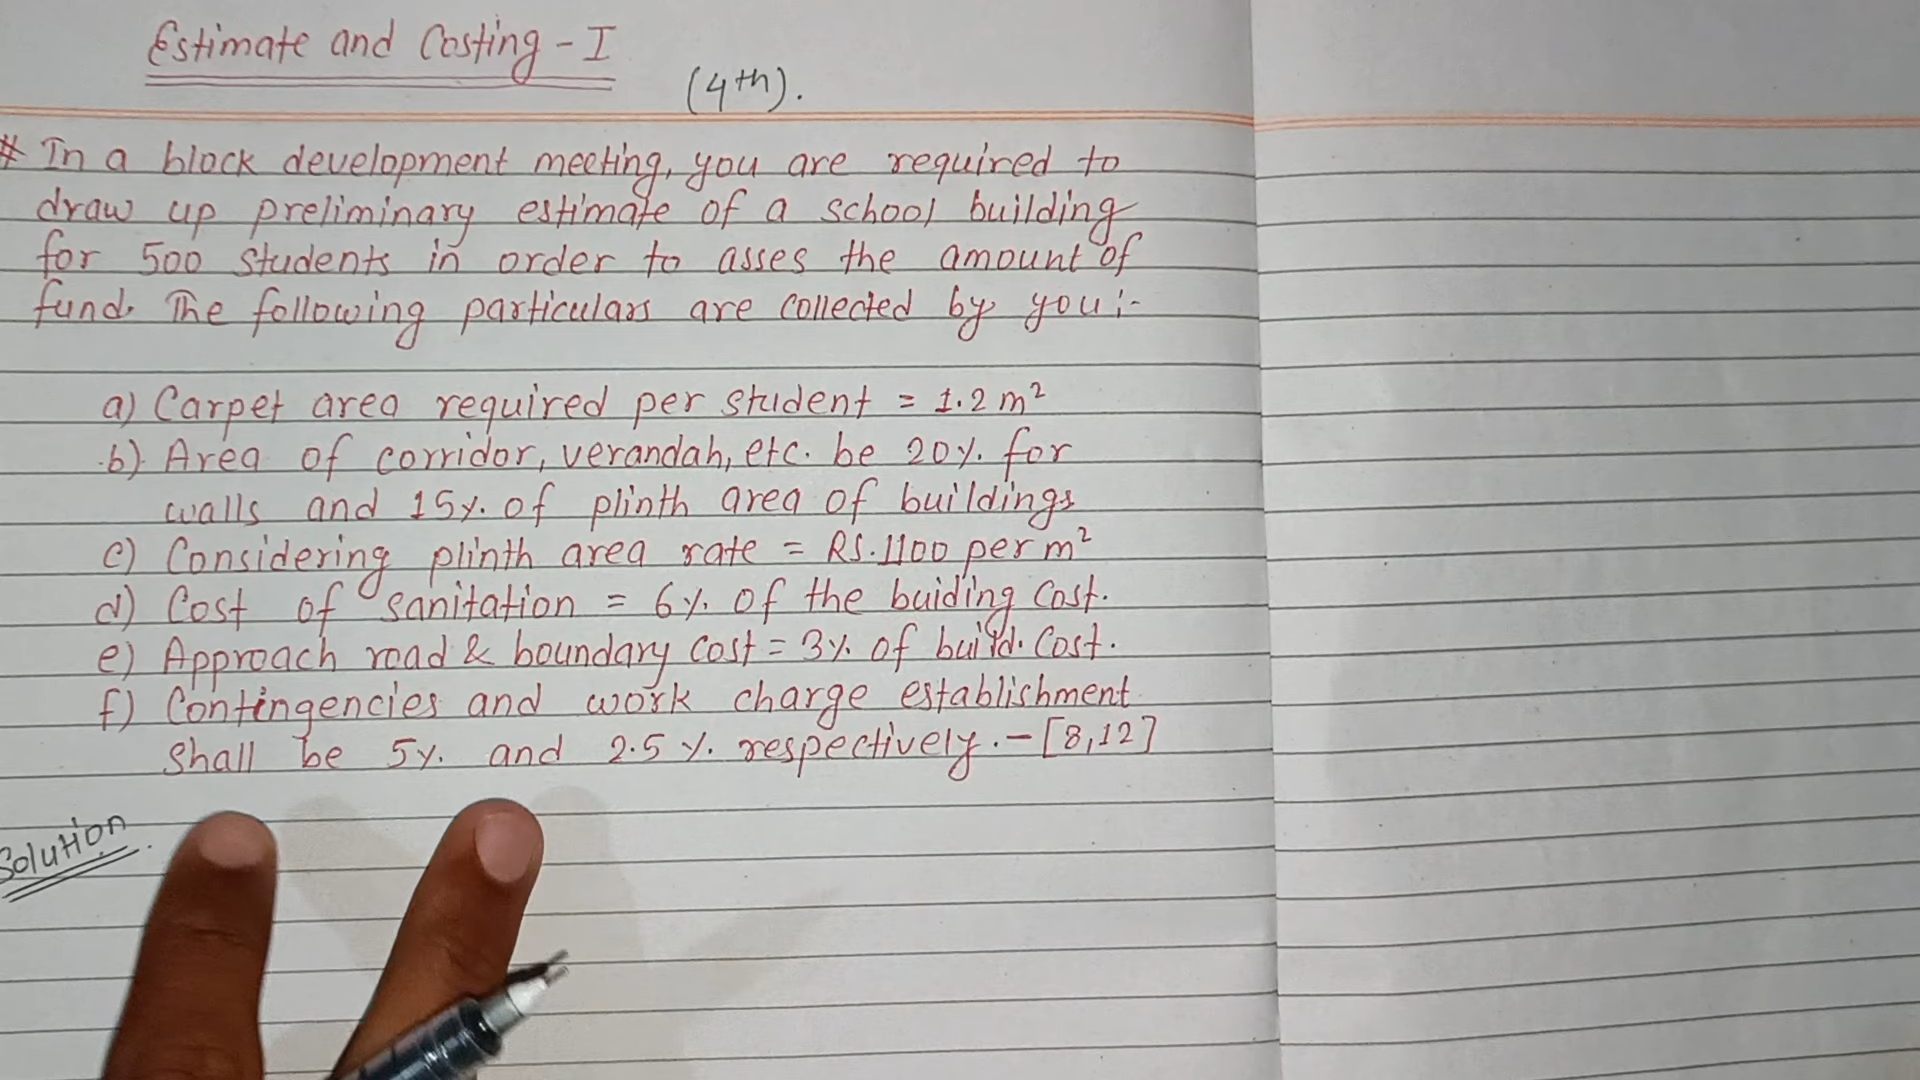 Estimate and Costing - I
(4th).
# In a block development meeting, you are required to
draw up preliminary estimate of a school building
for 500 students in order to asses the amount of
fund. The following particulars are collected by you:-
a) Carpet area required per student = 1.2 m²
b) Area of corridor, verandah, etc. be 20%. for
walls and 15%. of plinth area of buildings
c) Considering plinth area rate = RS. 1100 per m²
d) Cost of sanitation = 6%. of the buiding cost.
e) Approach road & boundary cost = 3%. of build. Cost.
f) Contingencies and work charge establishment
shall be 5%. and 2.5 %. respectively. - [8,12]
Solution.